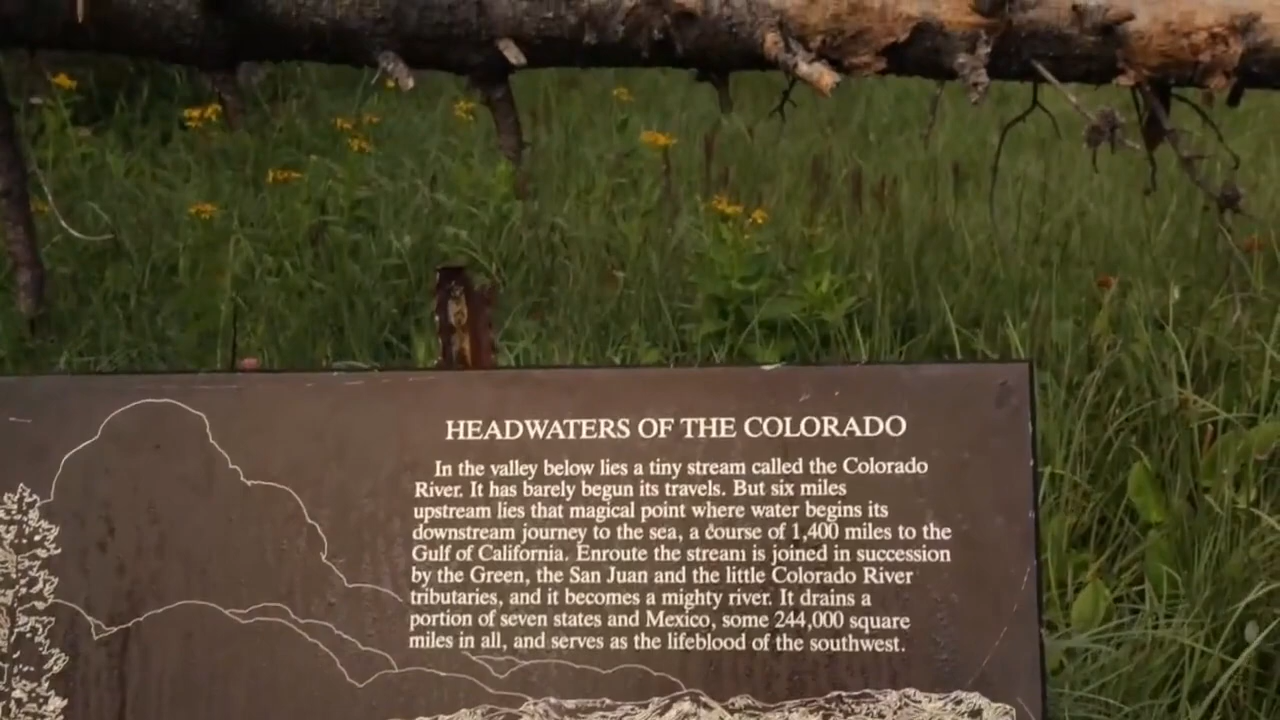 HEADWATERS OF THE COLORADO
In the valley below lies a tiny stream called the Colorado
River. It has barely begun its travels. But six miles
upstream lies that magical point where water begins its
downstream journey to the sea, a course of 1,400 miles to the
Gulf of California. Enroute the stream is joined in succession
by the Green, the San Juan and the little Colorado River
tributaries, and it becomes a mighty river. It drains a
portion of seven states and Mexico, some 244,000 square
miles in all, and serves as the lifeblood of the southwest.